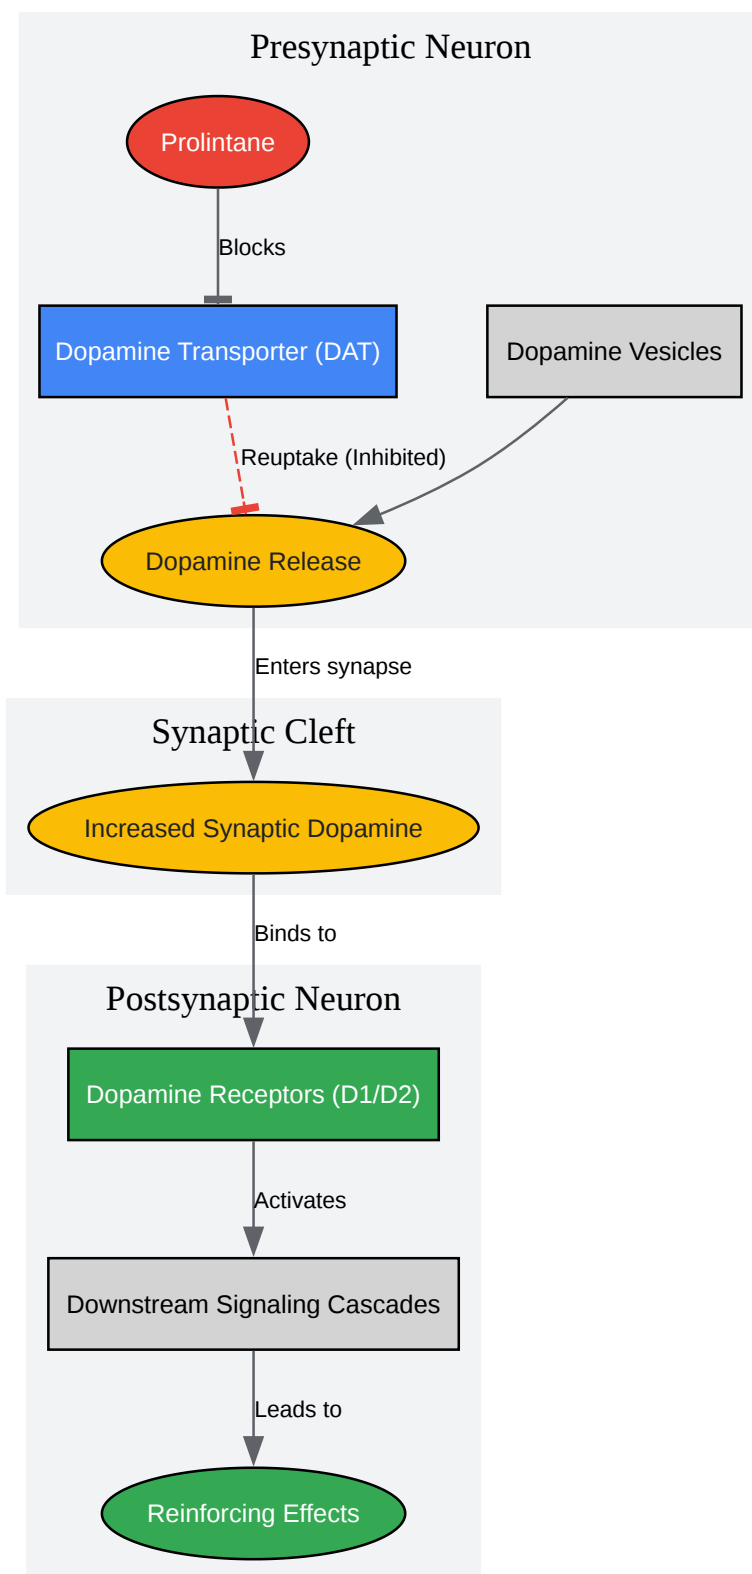 Presynaptic Neuron
Prolintane
Blocks
Dopamine Transporter (DAT)
Dopamine Vesicles
Reuptake (Inhibited)
Dopamine Release
Enters synapse
Synaptic Cleft
Increased Synaptic Dopamine
Binds to
Postsynaptic Neuron
Dopamine Receptors (D1/D2)
Activates
Downstream Signaling Cascades
Leads to
Reinforcing Effects